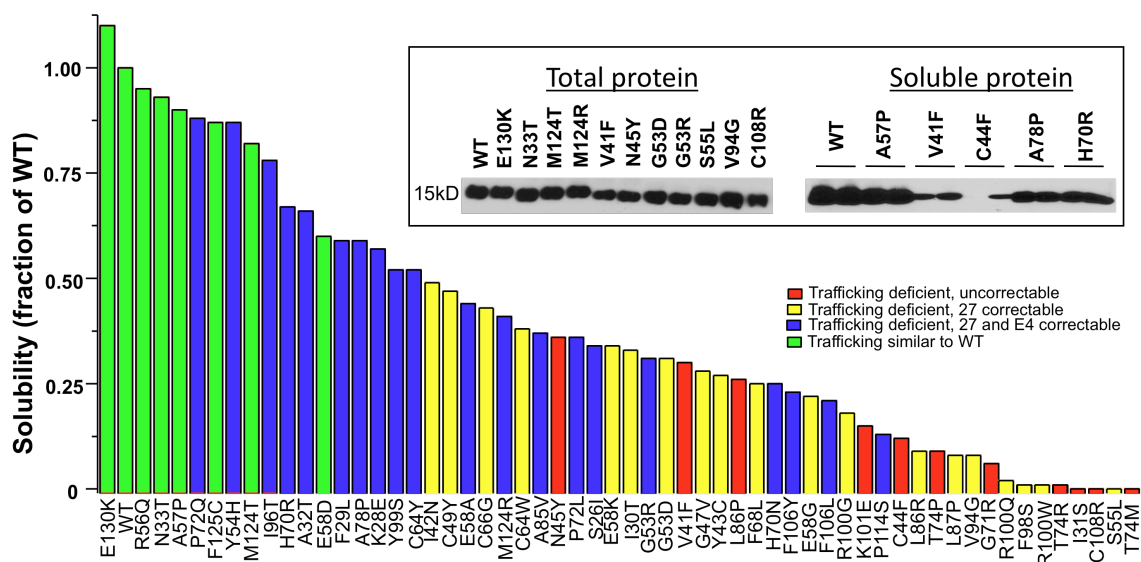 Solubility (fraction of WT)
1.00
0.75
0.50
0.25
0
Total protein
Soluble protein
WT
E130K
N33T
M124T
M124R
V41F
N45Y
G53D
G53R
S55L
V94G
C108R
WT
A57P
V41F
C44F
A78P
H70R
15kD
Trafficking deficient, uncorrectable
Trafficking deficient, 27 correctable
Trafficking deficient, 27 and E4 correctable
Trafficking similar to WT
E130K
WT
R56Q
N33T
A57P
P72Q
F125C
Y54H
M124T
I96T
H70R
A32T
E58D
F29L
A78P
K28E
Y99S
C64Y
I42N
C49Y
E58A
C66G
M124R
C64W
A85V
N45Y
P72L
S26I
E58K
I30T
G53R
G53D
V41F
G47V
Y43C
L86P
F68L
H70N
F106Y
E58G
F106L
R100G
K101E
P114S
C44F
L86R
T74P
L87P
V94G
G71R
R100Q
F98S
R100W
T74R
I31S
C108R
S55L
T74M